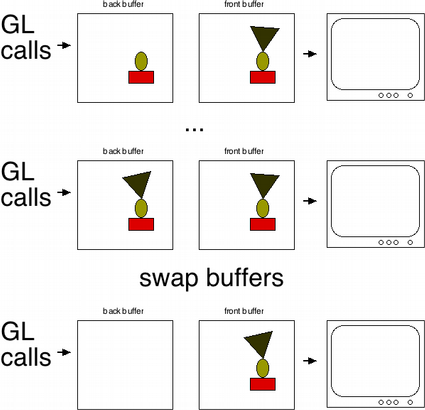 back buffer
front buffer
GL
calls
...
back buffer
front buffer
GL
calls
swap buffers
back buffer
front buffer
GL
calls